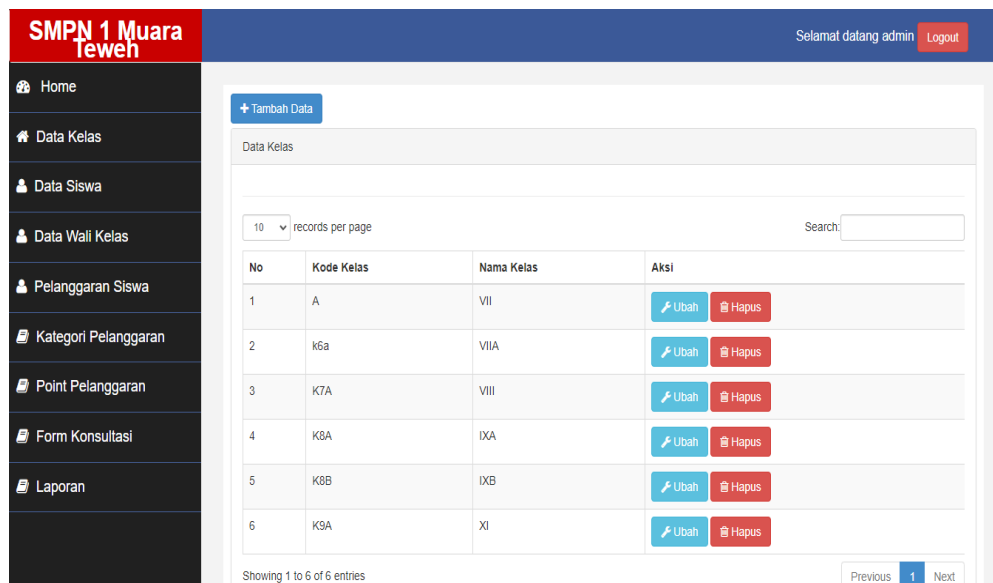 SMPN 1 Muara
Teweh
Selamat datang admin Logout
Home
Data Kelas
Data Siswa
Data Wali Kelas
Pelanggaran Siswa
Kategori Pelanggaran
Point Pelanggaran
Form Konsultasi
Laporan
+ Tambah Data
Data Kelas
10 records per page Search:
No Kode Kelas Nama Kelas Aksi
1 A VII Ubah Hapus
2 k6a VIIA Ubah Hapus
3 K7A VIII Ubah Hapus
4 K8A IXA Ubah Hapus
5 K8B IXB Ubah Hapus
6 K9A XI Ubah Hapus
Showing 1 to 6 of 6 entries Previous 1 Next